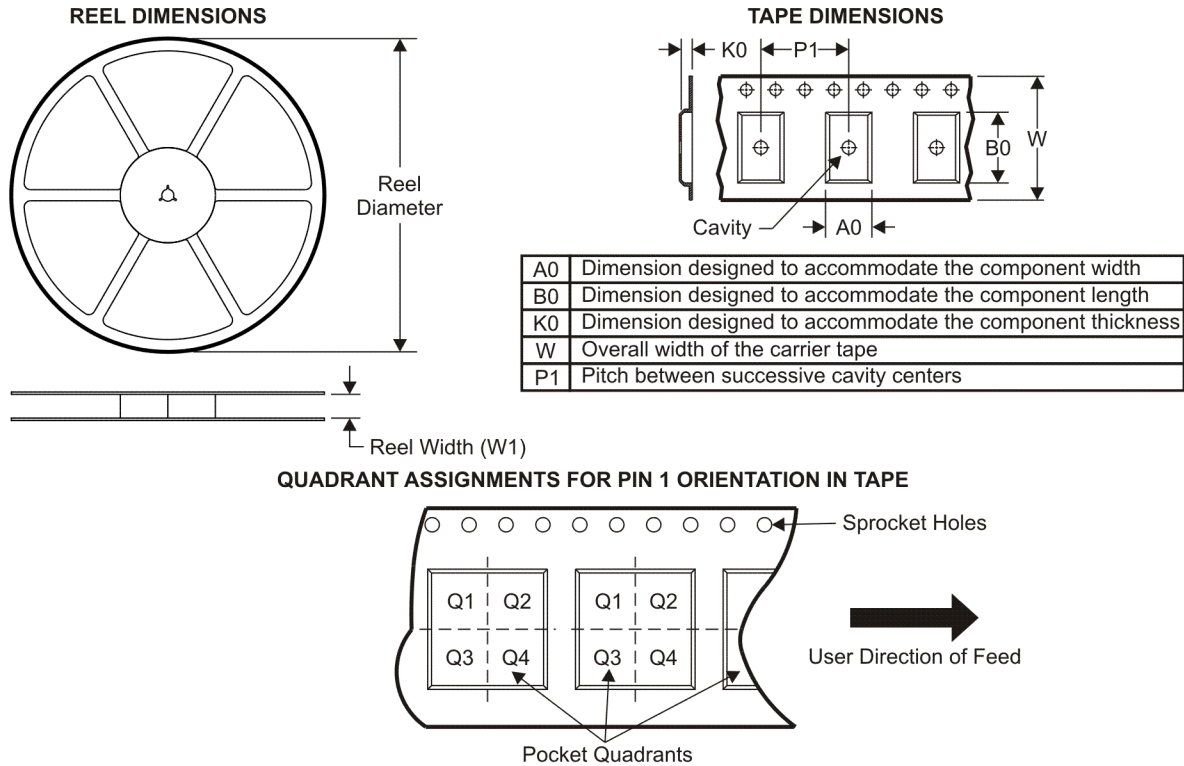 REEL DIMENSIONS
Reel
Diameter
Reel Width (W1)
TAPE DIMENSIONS
K0
P1
B0
W
Cavity
A0
A0 Dimension designed to accommodate the component width
B0 Dimension designed to accommodate the component length
K0 Dimension designed to accommodate the component thickness
W Overall width of the carrier tape
P1 Pitch between successive cavity centers
QUADRANT ASSIGNMENTS FOR PIN 1 ORIENTATION IN TAPE
Sprocket Holes
Q1 Q2 Q1 Q2
Q3 Q4 Q3 Q4
User Direction of Feed
Pocket Quadrants